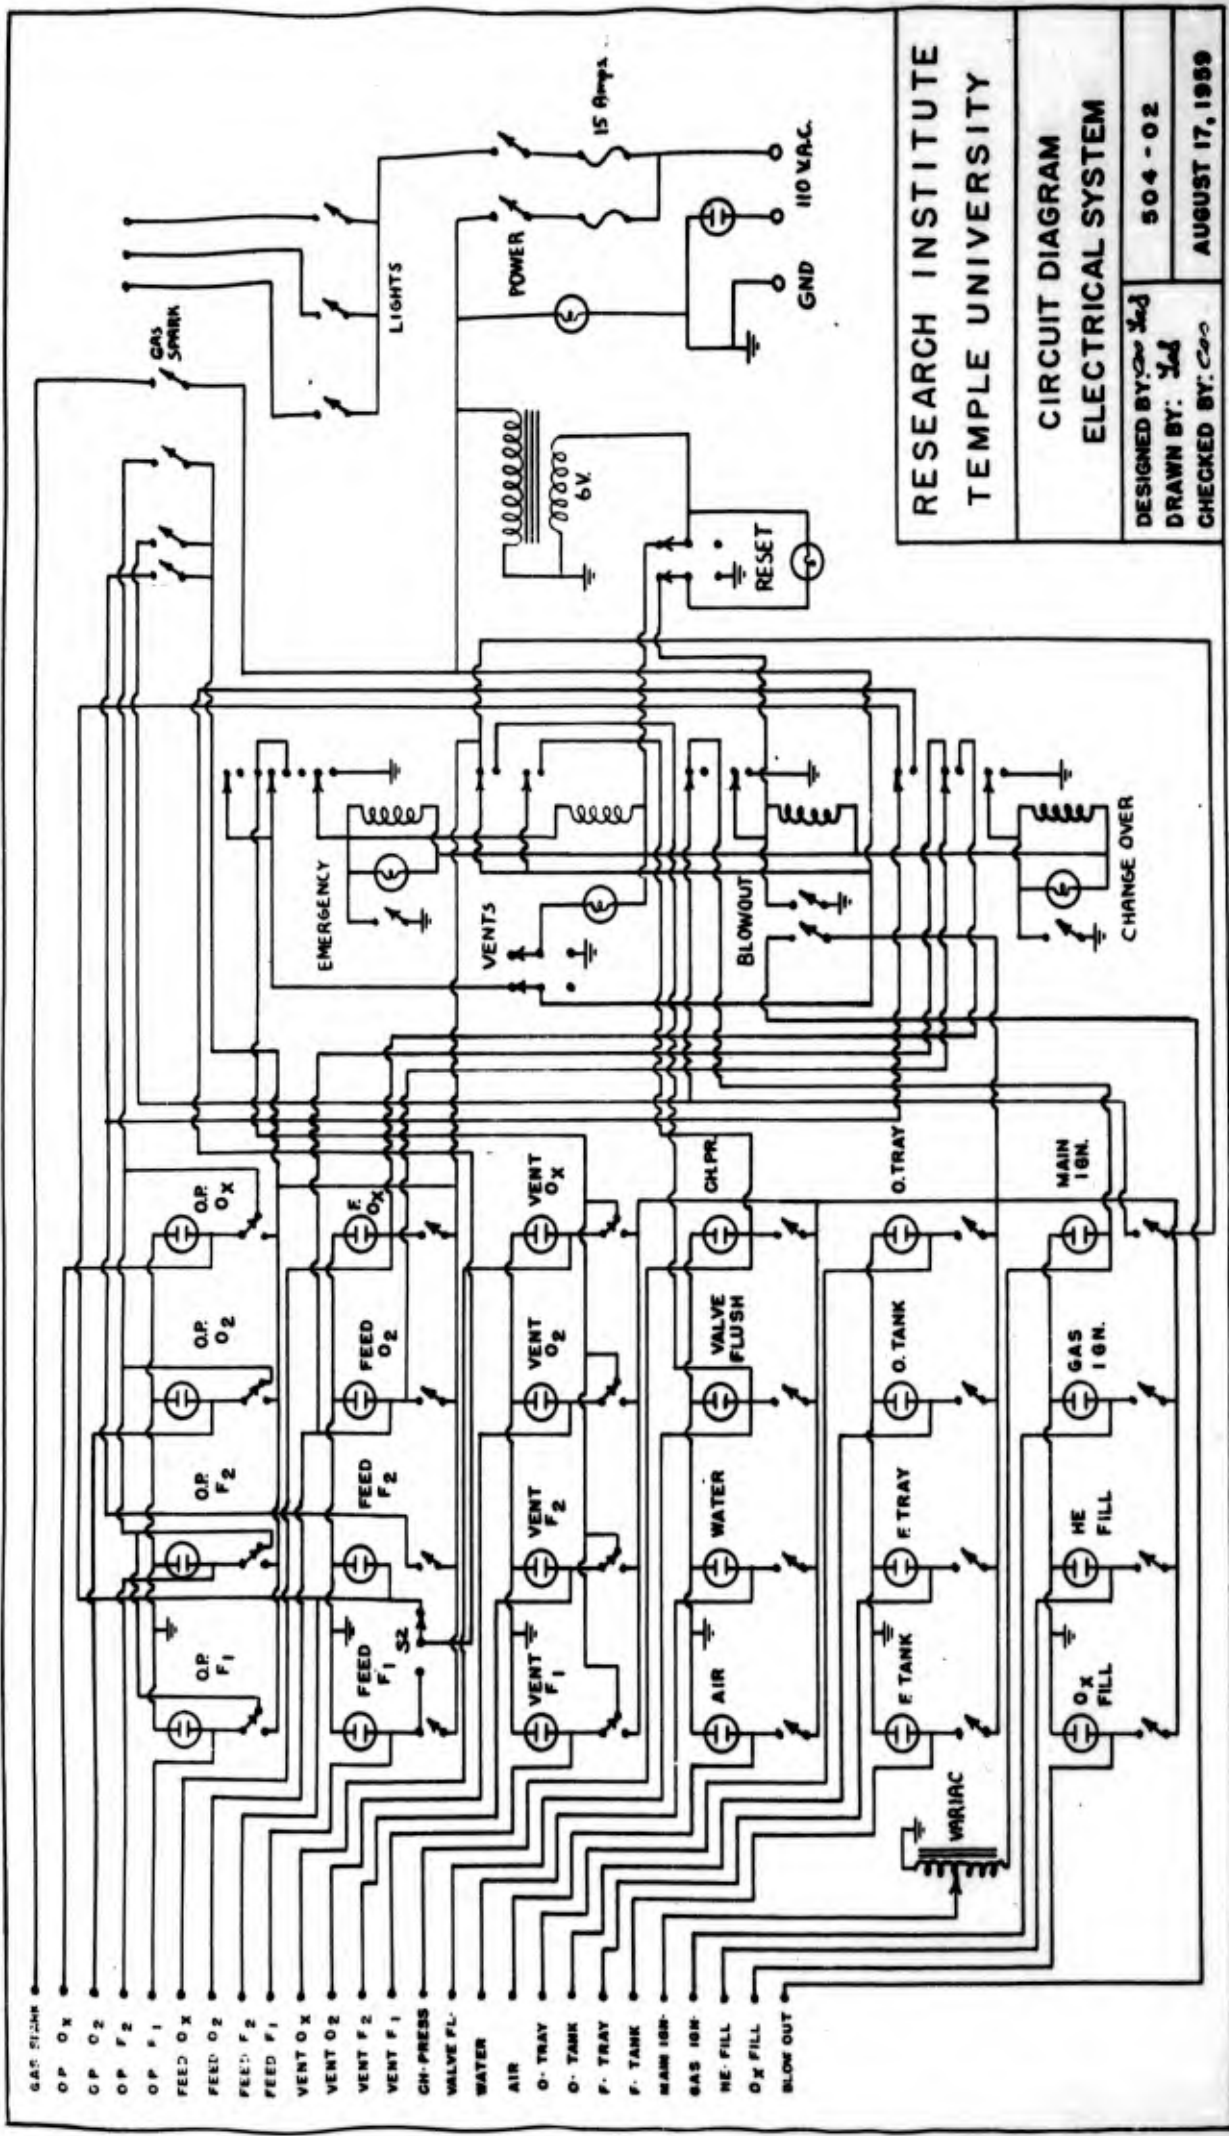 GAS SPARK
OP OX
OP O2
OP F2
OP F1
FEED OX
FEED O2
FEED F2
FEED F1
VENT OX
VENT O2
VENT F2
VENT F1
CH-PRESS
VALVE FL-
WATER
AIR
O- TRAY
O- TANK
F- TRAY
F- TANK
MAIN IGN-
GAS IGN-
HE- FILL
OX FILL
BLOW OUT
O.P.
F1
O.P.
F2
O.P.
O2
O.P.
OX
FEED
F1
S2
FEED
F2
FEED
O2
F.
OX
VENT
F1
VENT
F2
VENT
O2
VENT
OX
AIR
WATER
VALVE
FLUSH
CH.PR.
F. TANK
F. TRAY
O. TANK
O. TRAY
VARIAC
OX
FILL
HE
FILL
GAS
IGN.
MAIN
IGN.
EMERGENCY
VENTS
BLOWOUT
CHANGE OVER
GAS
SPARK
LIGHTS
6V.
RESET
POWER
15 Amps.
110 V.A.C.
GND
RESEARCH INSTITUTE
TEMPLE UNIVERSITY
CIRCUIT DIAGRAM
ELECTRICAL SYSTEM
DESIGNED BY:
504-02
DRAWN BY:
CHECKED BY:
AUGUST 17, 1959